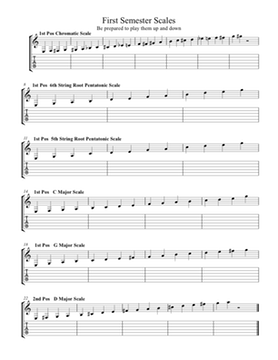 First Semester Scales
Be prepared to play them up and down
1st Pos Chromatic Scale
1st Pos 6th String Root Pentatonic Scale
1st Pos 5th String Root Pentatonic Scale
1st Pos C Major Scale
1st Pos G Major Scale
2nd Pos D Major Scale